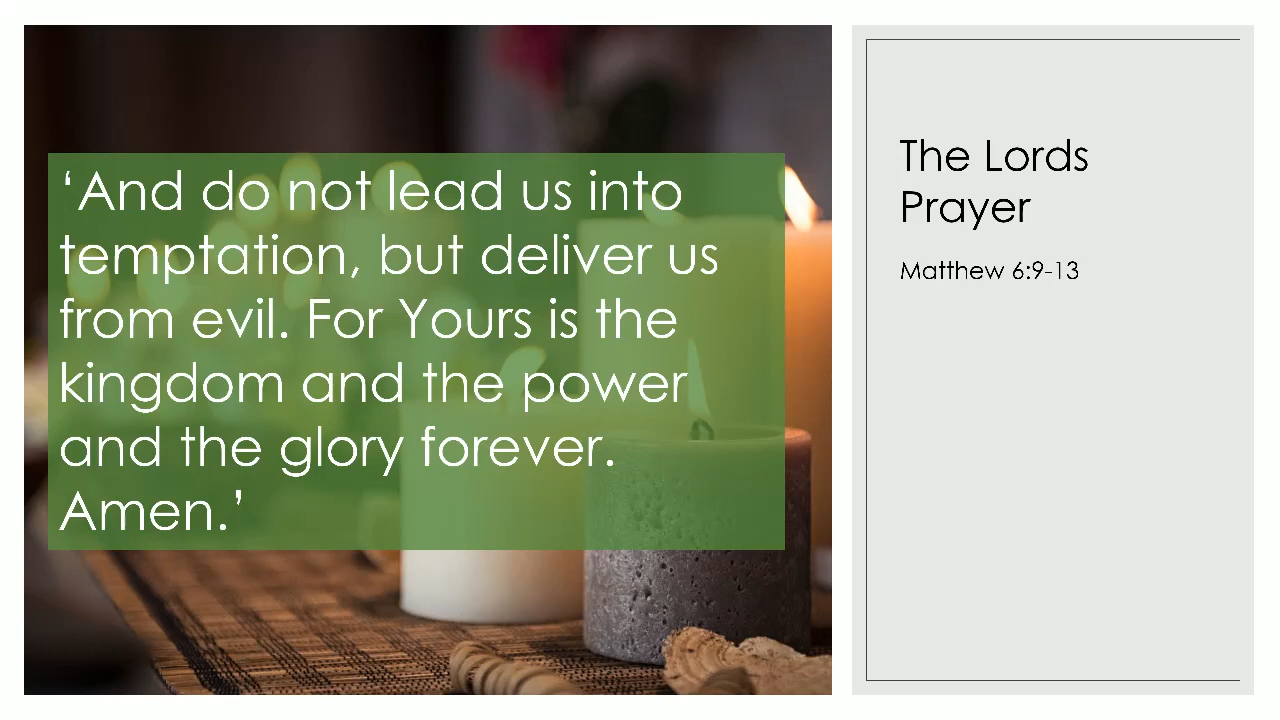 ‘And do not lead us into
temptation, but deliver us
from evil. For Yours is the
kingdom and the power
and the glory forever.
Amen.’
The Lords
Prayer
Matthew 6:9-13